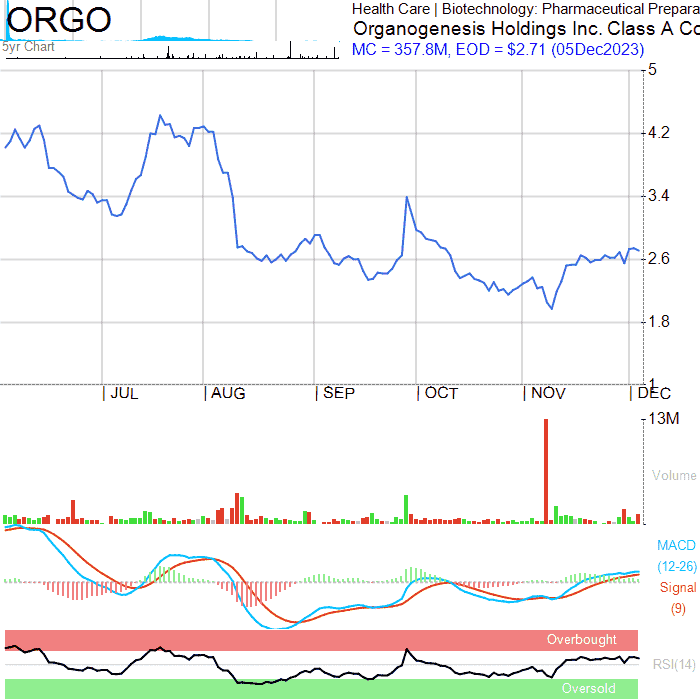 ORGO
Health Care | Biotechnology: Pharmaceutical Prepara
Organogenesis Holdings Inc. Class A Co
MC = 357.8M, EOD = $2.71 (05Dec2023)
5yr Chart
5
4.2
3.4
2.6
1.8
1
| JUL | AUG | SEP | OCT | NOV | DEC
13M
Volume
MACD
(12-26)
Signal
(9)
Overbought
RSI(14)
Oversold